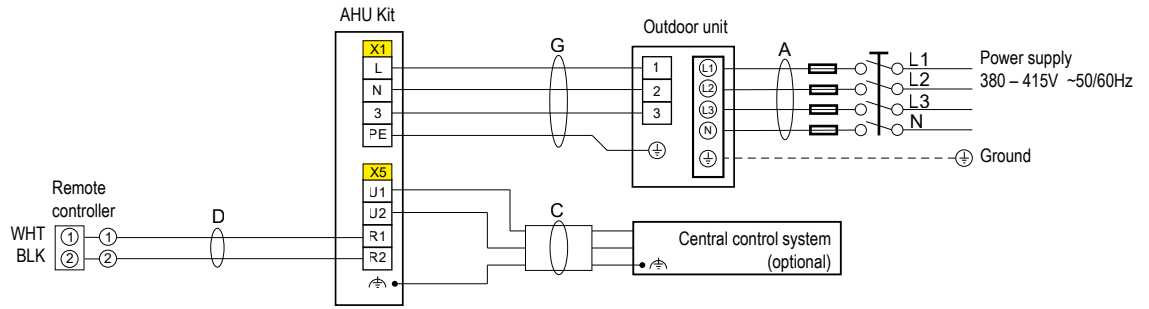 AHU Kit
X1
L
N
3
PE
X5
U1
U2
R1
R2
G
Outdoor unit
1
2
3
L1
L2
L3
N
A
L1
L2
L3
N
Power supply
380 – 415V ~50/60Hz
Ground
Remote
controller
WHT 1 1
BLK 2 2
D
C
Central control system
(optional)